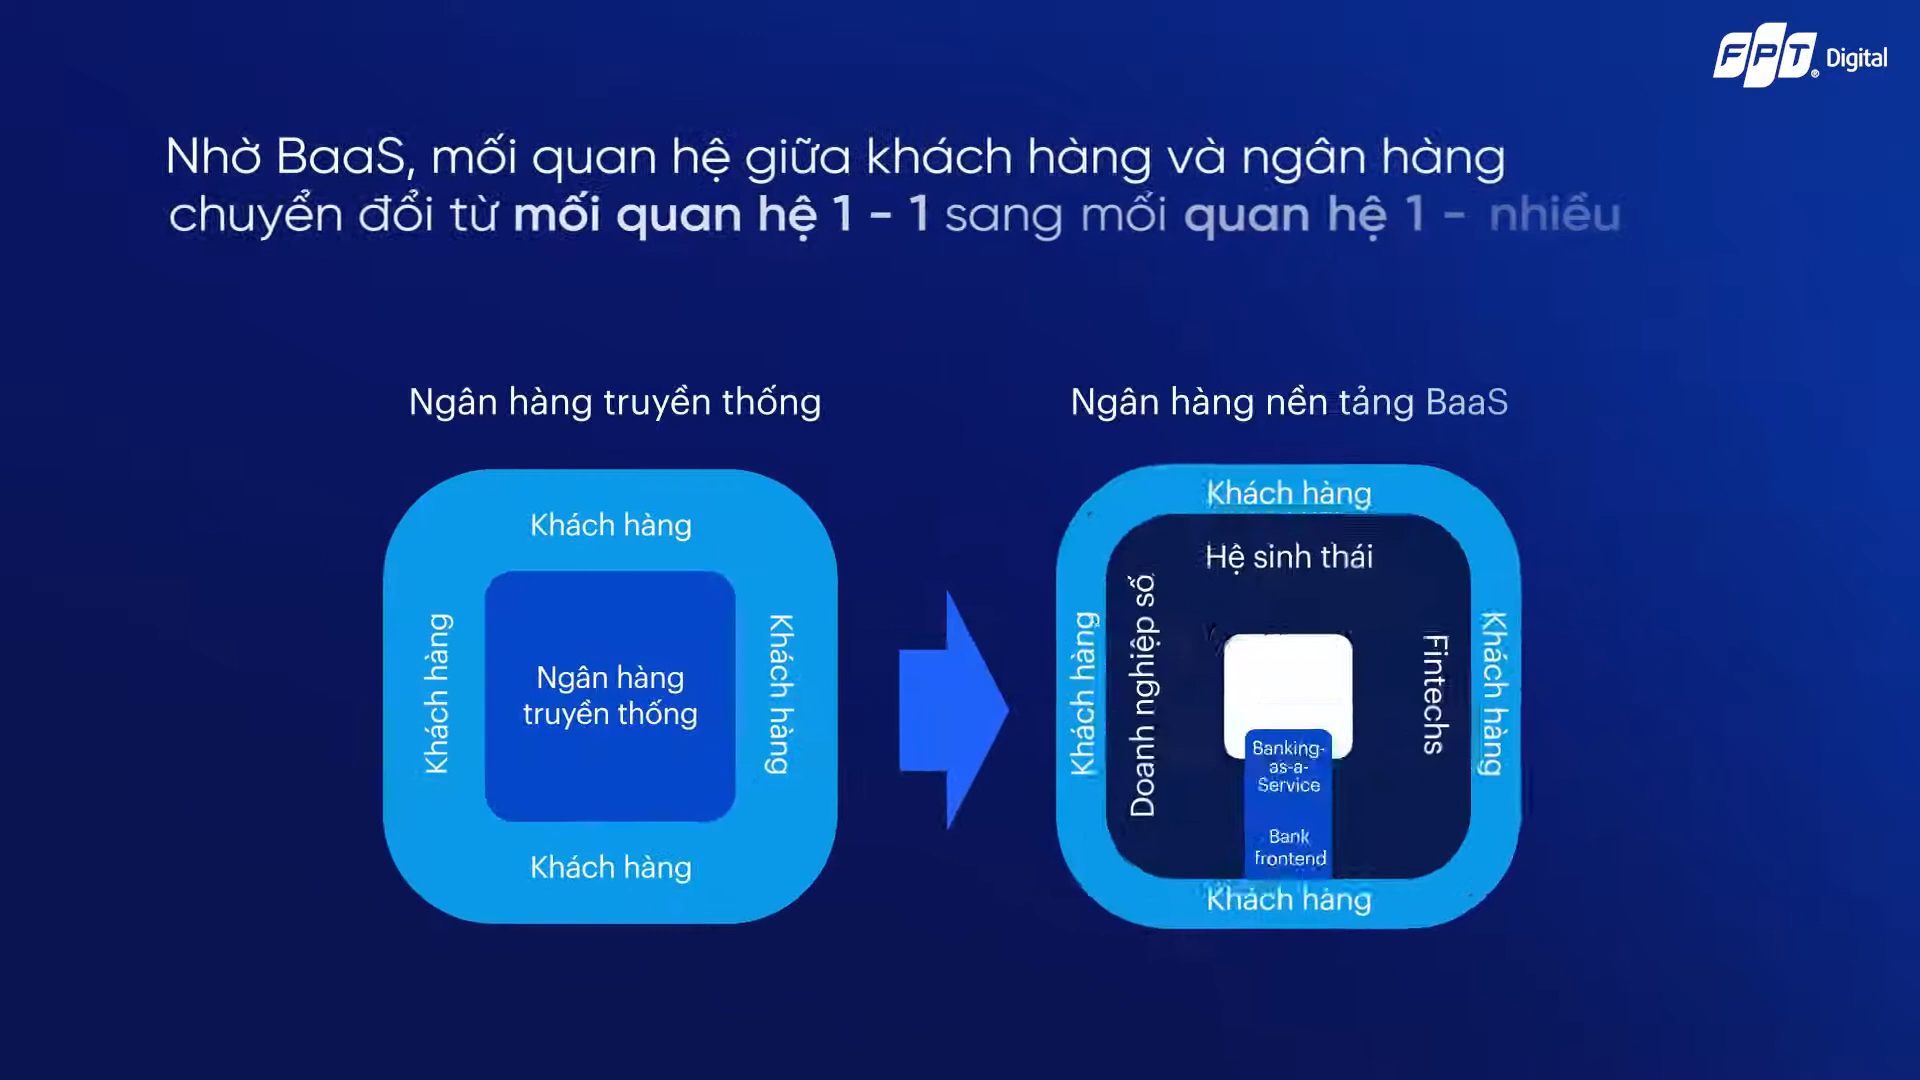 FPT® Digital
Nhờ BaaS, mối quan hệ giữa khách hàng và ngân hàng
chuyển đổi từ mối quan hệ 1 - 1 sang mối quan hệ 1 - nhiều
Ngân hàng truyền thống
Khách hàng
Khách hàng
Ngân hàng
truyền thống
Khách hàng
Khách hàng
Ngân hàng nền tảng BaaS
Khách hàng
Hệ sinh thái
Khách hàng
Doanh nghiệp số
Fintechs
Khách hàng
Banking-
as-a-
Service
Bank
frontend
Khách hàng